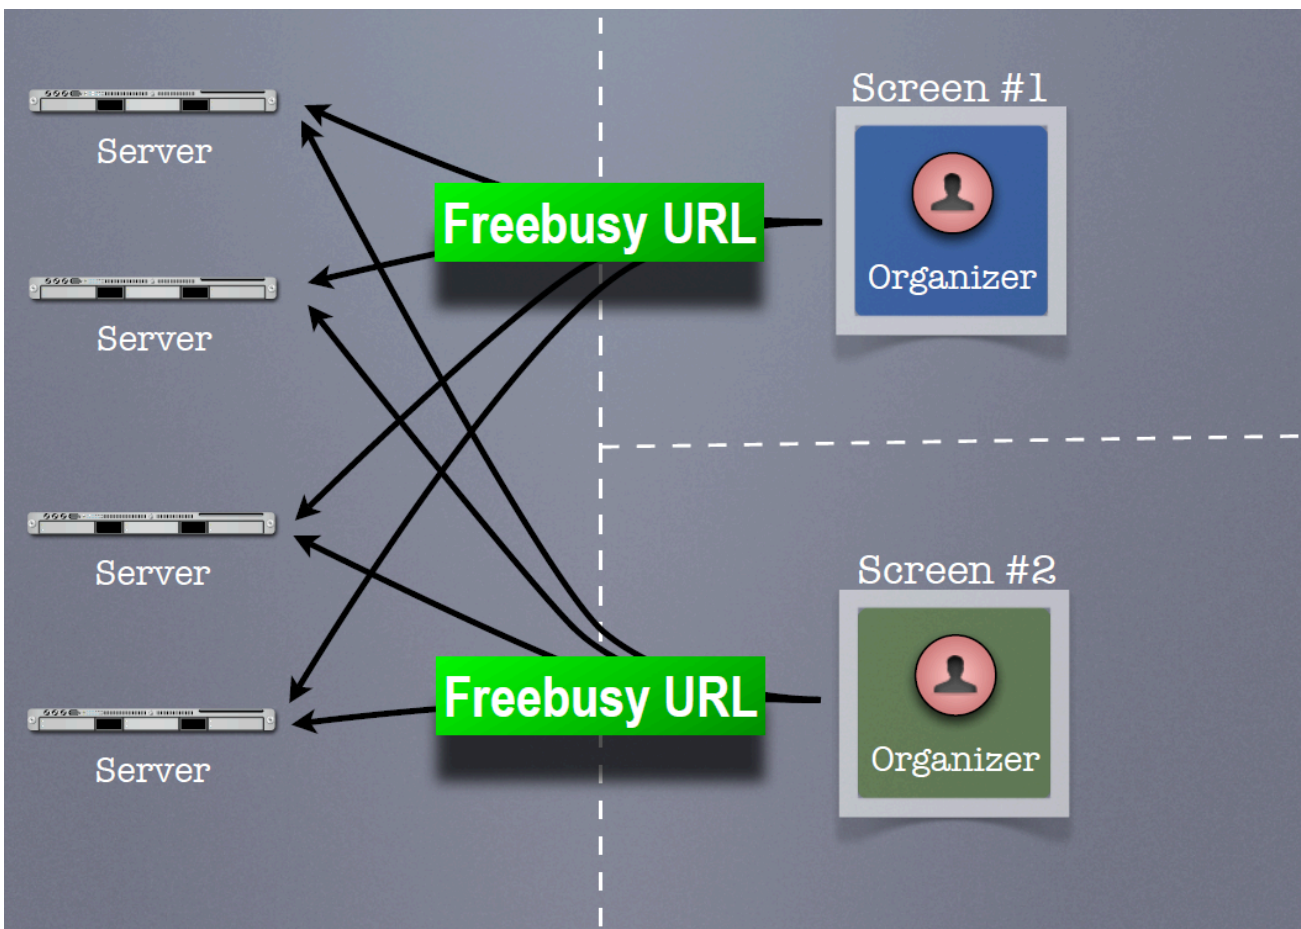 Screen #1
Server
Freebusy URL
Organizer
Server
Screen #2
Server
Freebusy URL
Organizer
Server